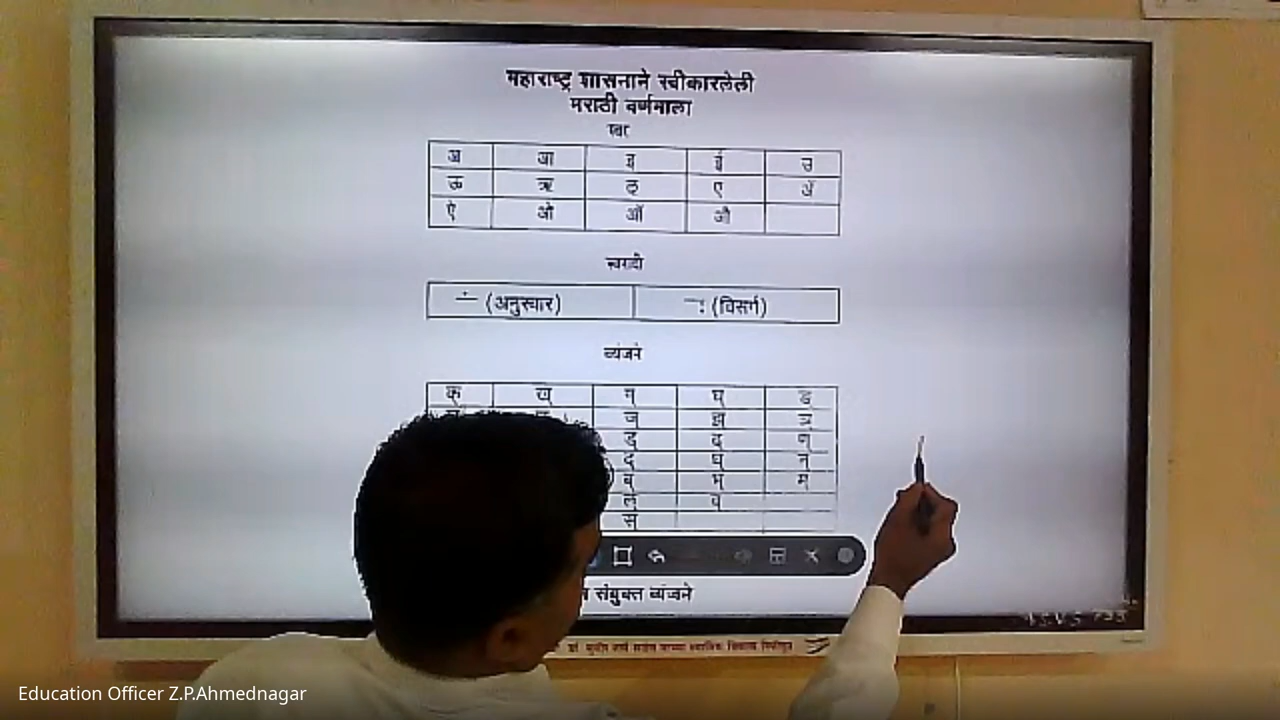 महाराष्ट्र शासनाने स्वीकारलेली
मराठी वर्णमाला
स्वर
अ आ इ ई उ
ऊ ऋ ऌ ए ॲ
ऐ ओ ऑ औ
स्वरादी
ं (अनुस्वार) ः (विसर्ग)
व्यंजने
क् ख् ग् घ् ङ
ज् झ् ञ्
ड् ढ् ण्
द् ध् न्
ब् भ् म्
ल् व्
स्
संयुक्त व्यंजने
Education Officer Z.P.Ahmednagar